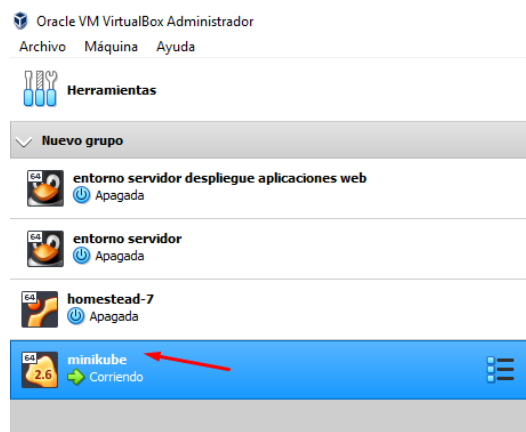 Oracle VM VirtualBox Administrador
Archivo Máquina Ayuda
Herramientas
Nuevo grupo
64
entorno servidor despliegue aplicaciones web
Apagada
64
entorno servidor
Apagada
64
homestead-7
Apagada
64
2.6
minikube
Corriendo